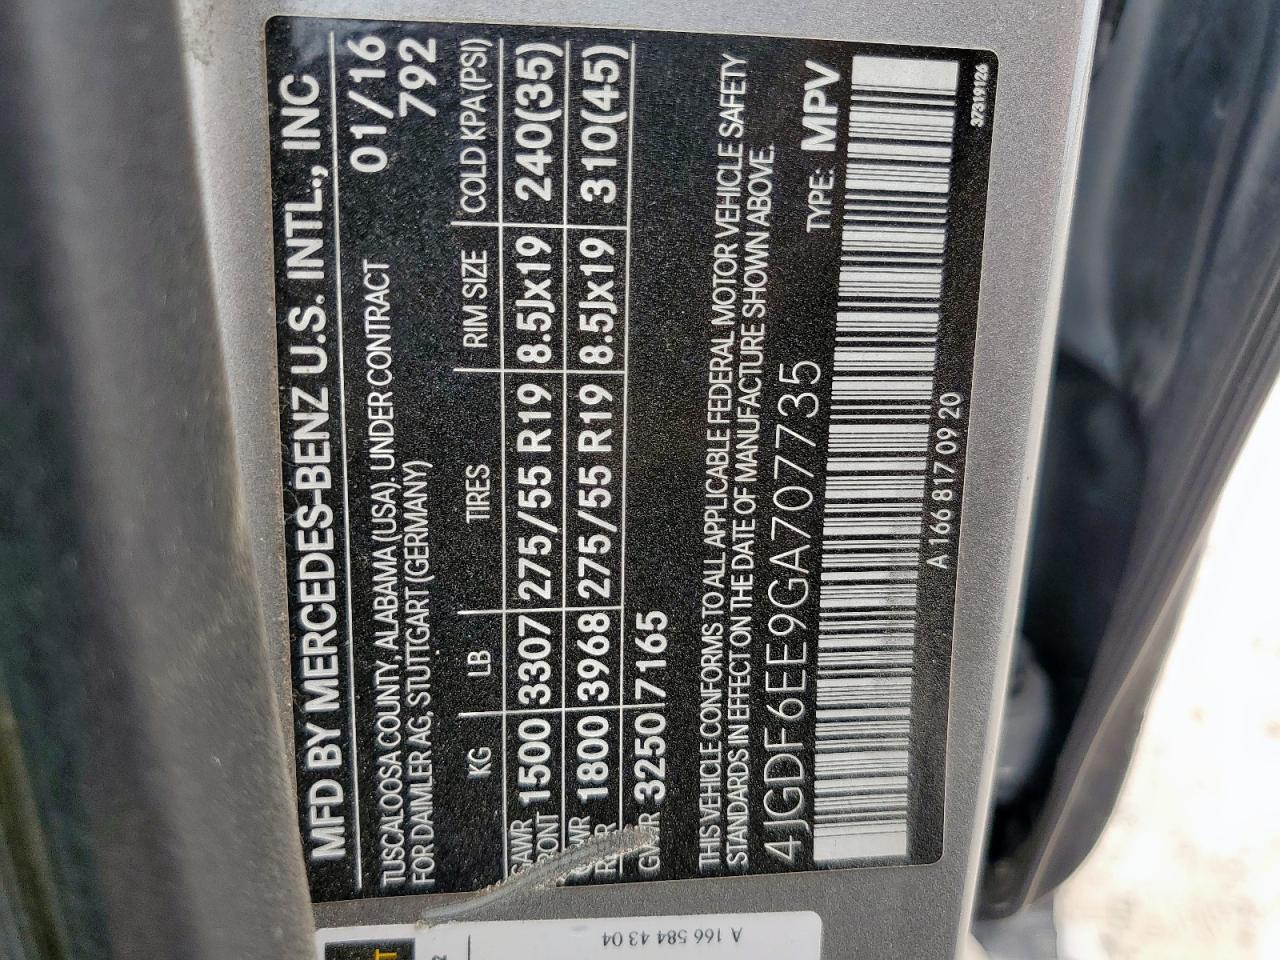 MFD BY MERCEDES-BENZ U.S. INTL., INC
TUSCALOOSA COUNTY, ALABAMA (USA). UNDER CONTRACT 01/16
FOR DAIMLER AG, STUTTGART (GERMANY) 792
KG LB TIRES RIM SIZE COLD KPA (PSI)
GAWR
FRONT 1500 3307 275/55 R19 8.5Jx19 240(35)
1800 3968 275/55 R19 8.5Jx19 310(45)
GVWR 3250 7165
THIS VEHICLE CONFORMS TO ALL APPLICABLE FEDERAL MOTOR VEHICLE SAFETY
STANDARDS IN EFFECT ON THE DATE OF MANUFACTURE SHOWN ABOVE.
4JGDF6EE9GA707735 TYPE: MPV
A 166 817 09 20
A 166 584 43 04